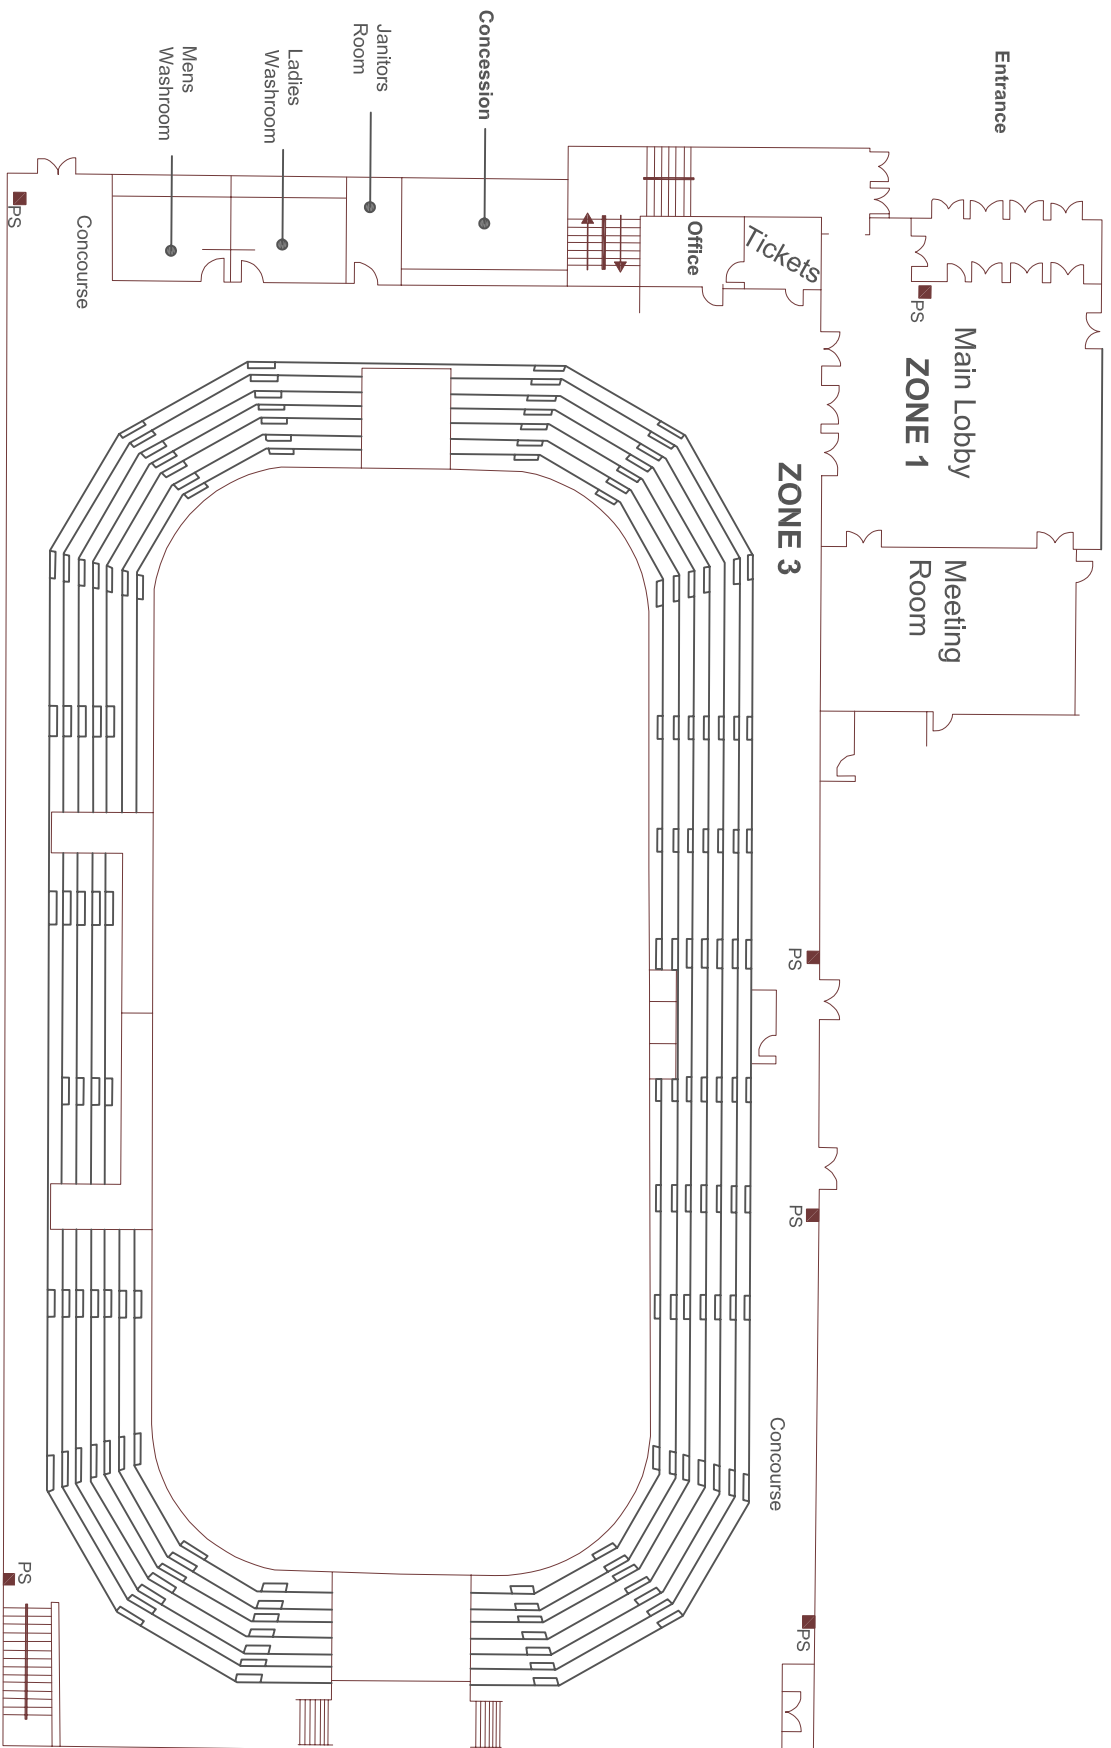 Entrance
Concession
Janitors
Room
Ladies
Washroom
Mens
Washroom
PS
Concourse
Office
Tickets
PS
Main Lobby
ZONE 1
ZONE 3
Meeting
Room
PS
PS
Concourse
PS
PS